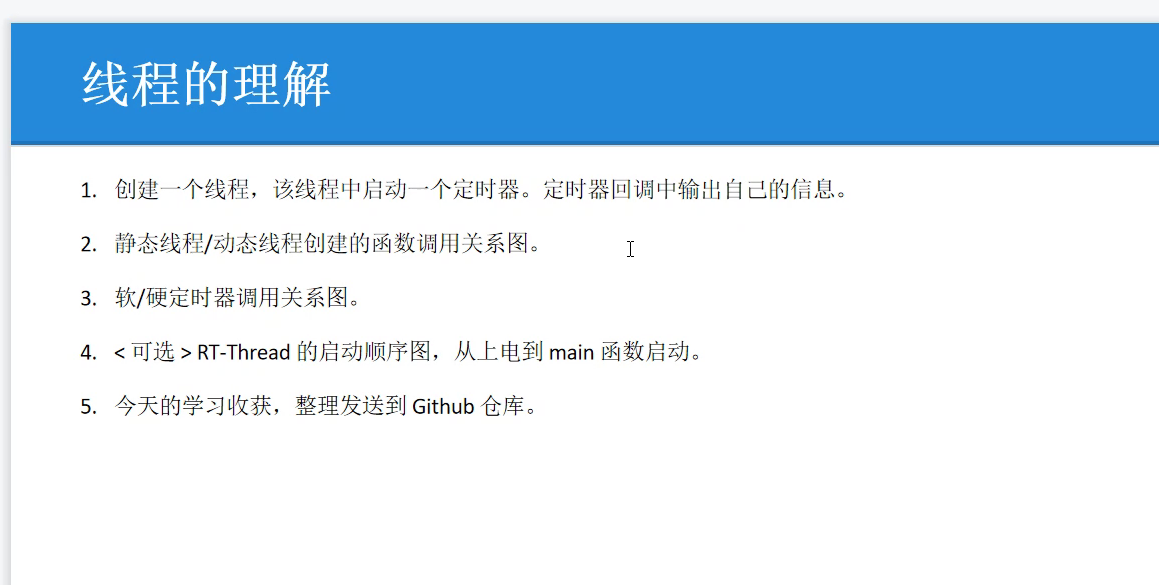 线程的理解
1. 创建一个线程，该线程中启动一个定时器。定时器回调中输出自己的信息。
2. 静态线程/动态线程创建的函数调用关系图。
3. 软/硬定时器调用关系图。
4. < 可选 > RT-Thread 的启动顺序图，从上电到 main 函数启动。
5. 今天的学习收获，整理发送到 Github 仓库。